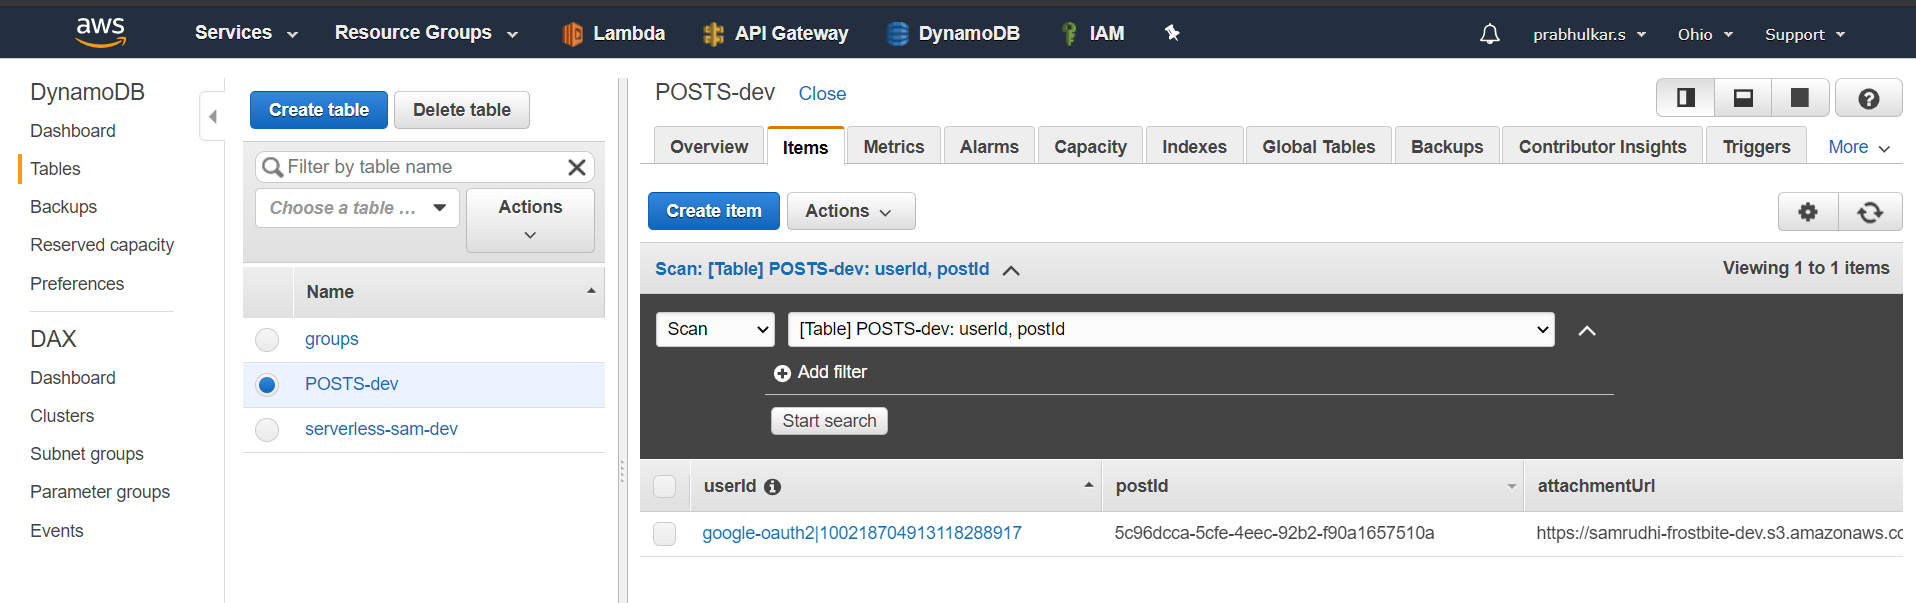 aws Services Resource Groups Lambda API Gateway DynamoDB IAM prabhulkar.s Ohio Support
DynamoDB
Dashboard
Tables
Backups
Reserved capacity
Preferences
DAX
Dashboard
Clusters
Subnet groups
Parameter groups
Events
Create table Delete table
Filter by table name
Choose a table ... Actions
Name
groups
POSTS-dev
serverless-sam-dev
POSTS-dev Close
Overview Items Metrics Alarms Capacity Indexes Global Tables Backups Contributor Insights Triggers More
Create item Actions
Scan: [Table] POSTS-dev: userId, postId Viewing 1 to 1 items
Scan [Table] POSTS-dev: userId, postId
Add filter
Start search
userId postId attachmentUrl
google-oauth2|100218704913118288917 5c96dcca-5cfe-4eec-92b2-f90a1657510a https://samrudhi-frostbite-dev.s3.amazonaws.cc